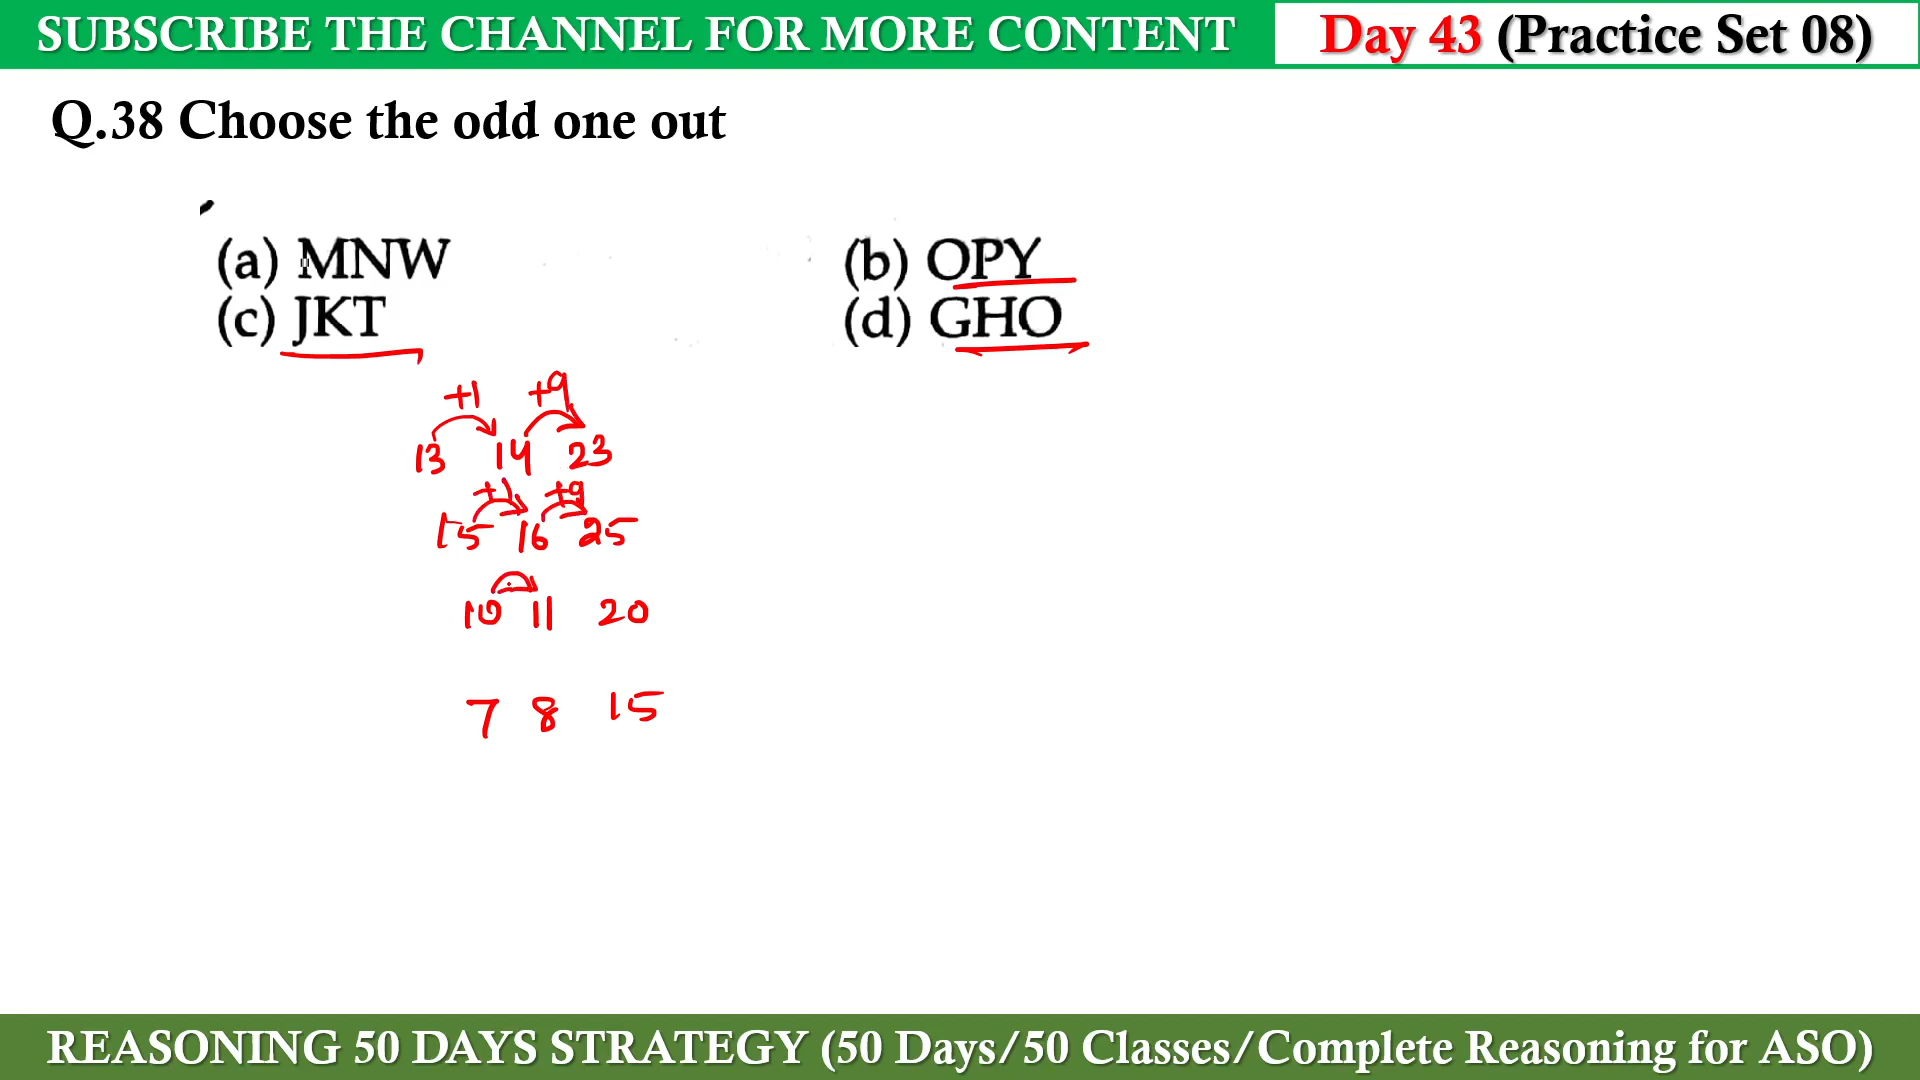 SUBSCRIBE THE CHANNEL FOR MORE CONTENT
Day 43 (Practice Set 08)
Q.38 Choose the odd one out
(a) MNW (b) OPY
(c) JKT (d) GHO
+1 +9
13 14 23
+1 +9
15 16 25
10 11 20
7 8 15
REASONING 50 DAYS STRATEGY (50 Days/50 Classes/Complete Reasoning for ASO)